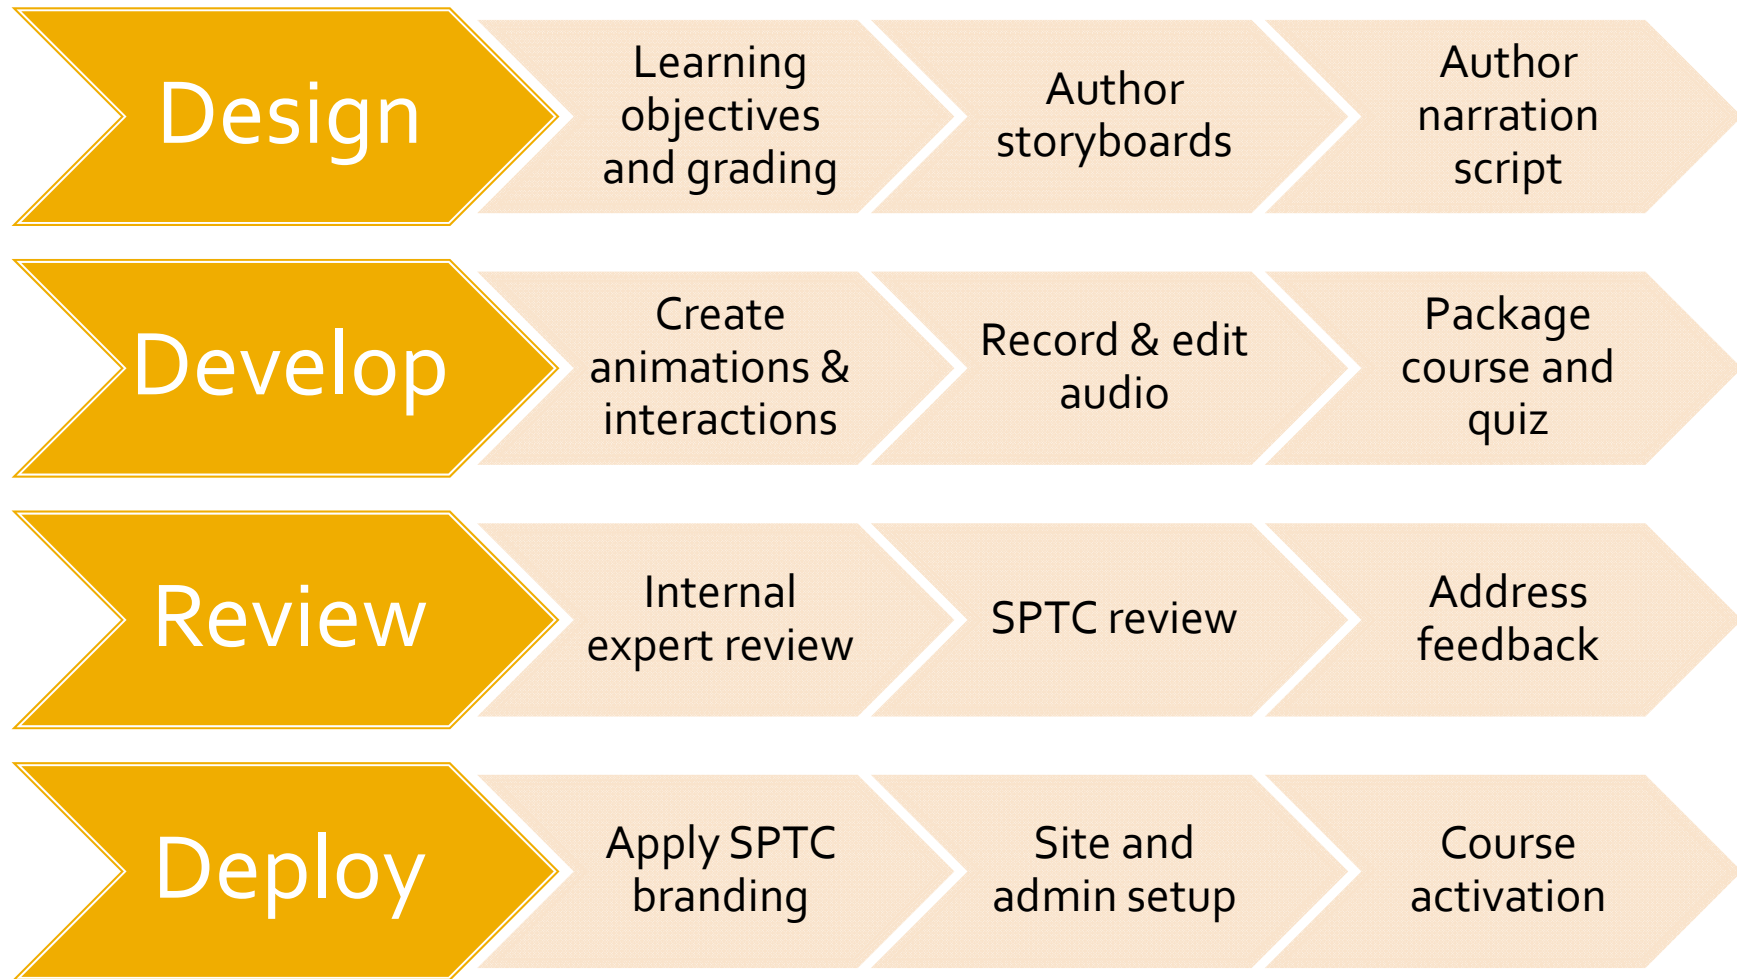 Design
Learning
objectives
and grading
Author
storyboards
Author
narration
script
Develop
Create
animations &
interactions
Record & edit
audio
Package
course and
quiz
Review
Internal
expert review
SPTC review
Address
feedback
Deploy
Apply SPTC
branding
Site and
admin setup
Course
activation